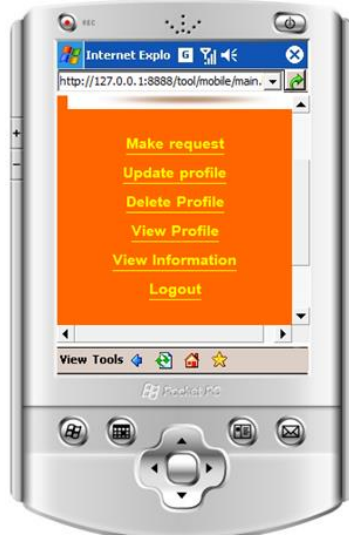 REC
Internet Explo G
http://127.0.0.1:8888/tool/mobile/main.
Make request
Update profile
Delete Profile
View Profile
View Information
Logout
View Tools
Pocket PC